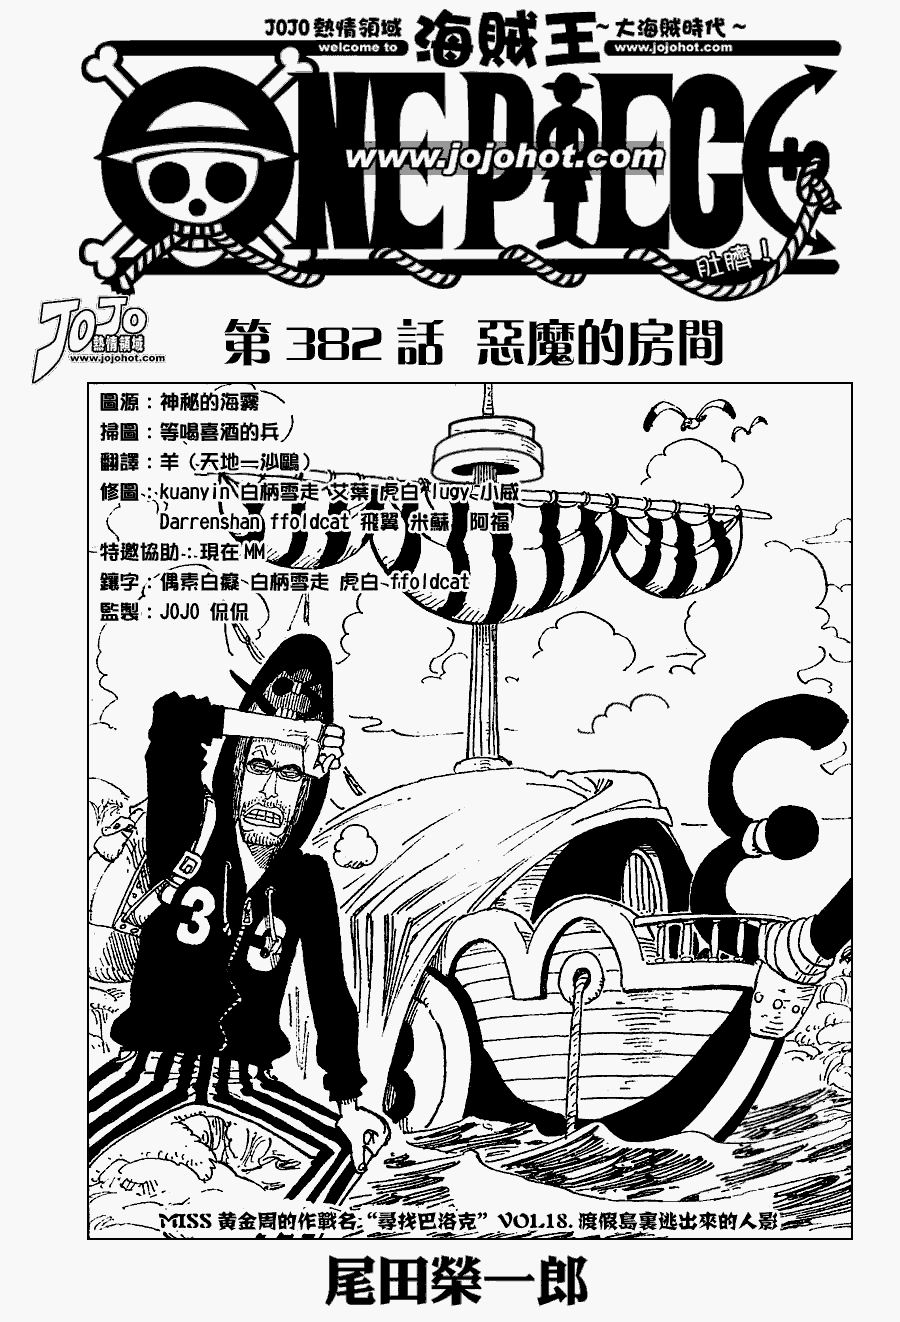 JOJO 熱情領域 海賊王 ~大海賊時代~
welcome to www.jojohot.com
ONE PIECE
www.jojohot.com
肚臍！
JOJO
熱情領域
www.jojohot.com
第 382 話 惡魔的房間
圖源：神秘的海霧
掃圖：等喝喜酒的兵
翻譯：羊（天地一沙鷗）
修圖：kuanyin 白柄雪走 艾葉 虎白 lugy 小威
Darrenshan ffoldcat 飛翼 米蘇 阿福
特邀協助：現在MM
鑲字：偶素白癡 白柄雪走 虎白 ffoldcat
監製：JOJO 侃侃
3 3
MISS 黃金周的作戰名 “尋找巴洛克” VOL.18. 渡假島裏逃出來的人影
尾田榮一郎